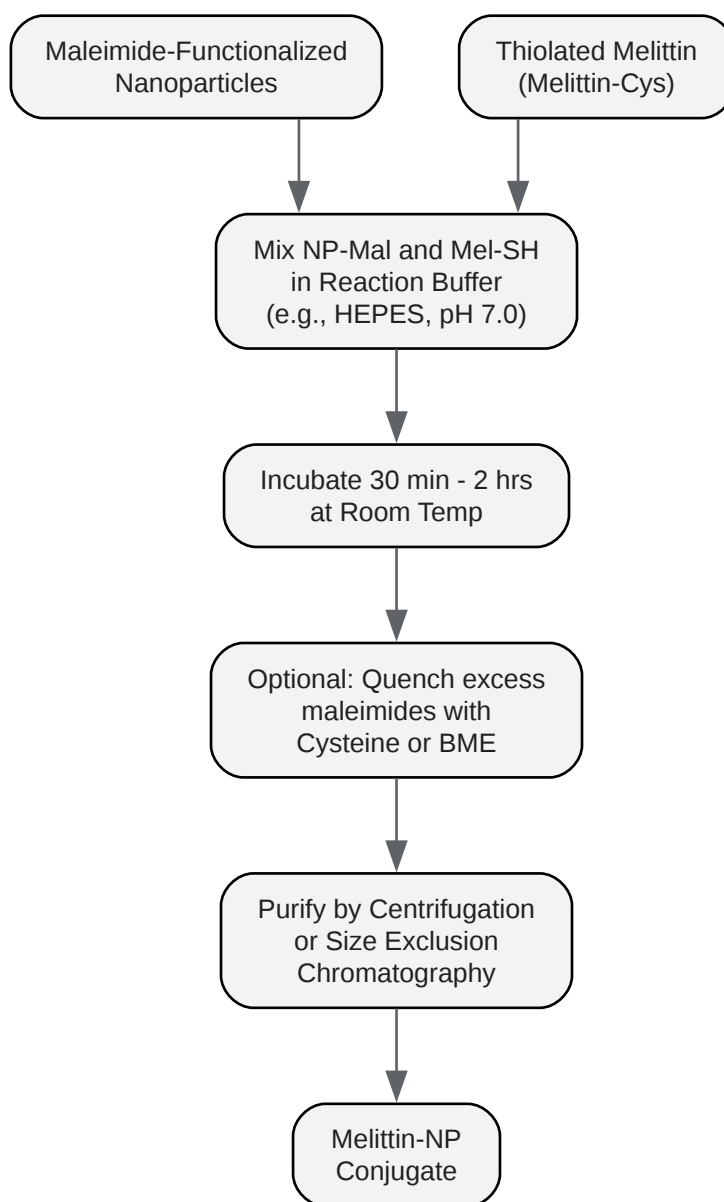 Maleimide-Functionalized
Nanoparticles
Thiolated Melittin
(Melittin-Cys)
Mix NP-Mal and Mel-SH
in Reaction Buffer
(e.g., HEPES, pH 7.0)
Incubate 30 min - 2 hrs
at Room Temp
Optional: Quench excess
maleimides with
Cysteine or BME
Purify by Centrifugation
or Size Exclusion
Chromatography
Melittin-NP
Conjugate